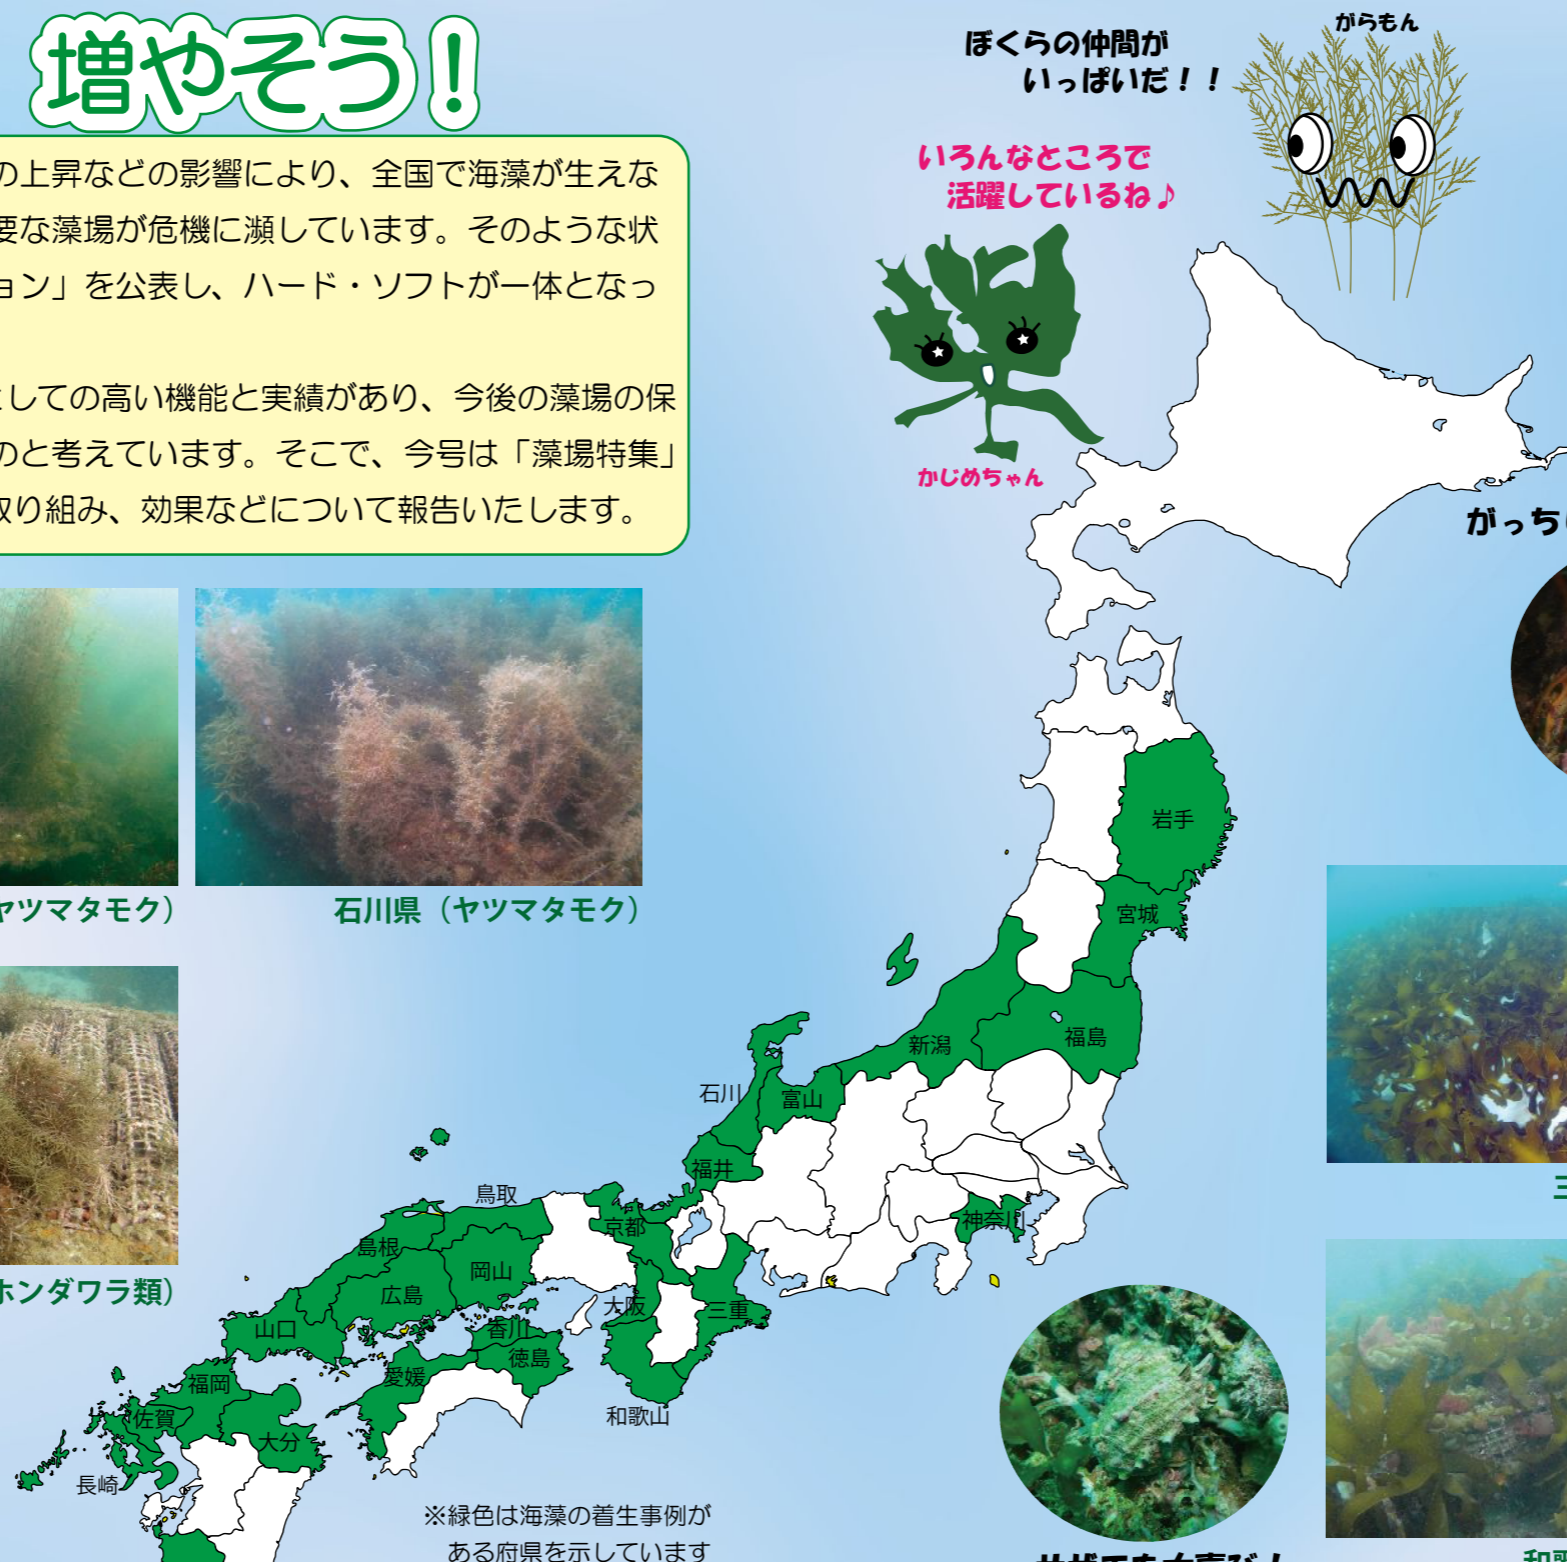 増やそう！
の上昇などの影響により、全国で海藻が生えな
要な藻場が危機に瀕しています。そのような状
ョン」を公表し、ハード・ソフトが一体となっ
しての高い機能と実績があり、今後の藻場の保
のと考えています。そこで、今号は「藻場特集」
取り組み、効果などについて報告いたします。
がらもん
ぼくらの仲間が
いっぱいだ！！
いろんなところで
活躍しているね♪
かじめちゃん
がっち
ヤツマタモク）
石川県（ヤツマタモク）
ホンダワラ類）
岩手
宮城
福島
新潟
石川
富山
福井
神奈川
鳥取
京都
島根
岡山
広島
大阪
三重
山口
香川
徳島
愛媛
福岡
和歌山
佐賀
大分
長崎
※緑色は海藻の着生事例が
ある府県を示しています